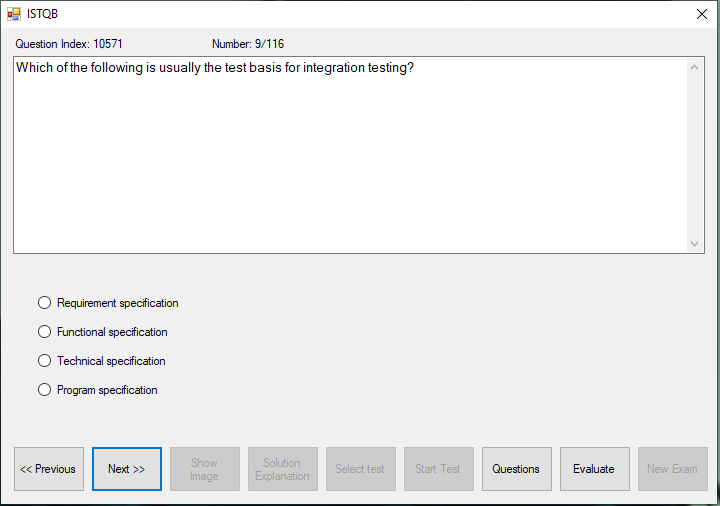 ISTQB
Question Index: 10571 Number: 9/116
Which of the following is usually the test basis for integration testing?
Requirement specification
Functional specification
Technical specification
Program specification
<< Previous
Next >>
Show
Image
Solution
Explanation
Select test
Start Test
Questions
Evaluate
New Exam